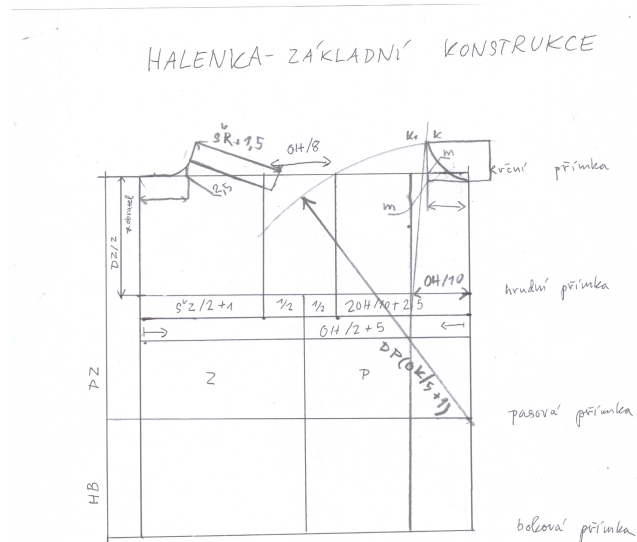 HALENKA - ZÁKLADNÍ KONSTRUKCE
šR+1,5
OH/8
K₁ K
m
krční přímka
2,5
m
DZ/2
OH/10
hrudní přímka
šZ/2+1
1/2
1/2
2OH/10+2,5
OH/2+5
DP(OK/5+1)
DZ
Z
P
pasová přímka
HB
boková přímka